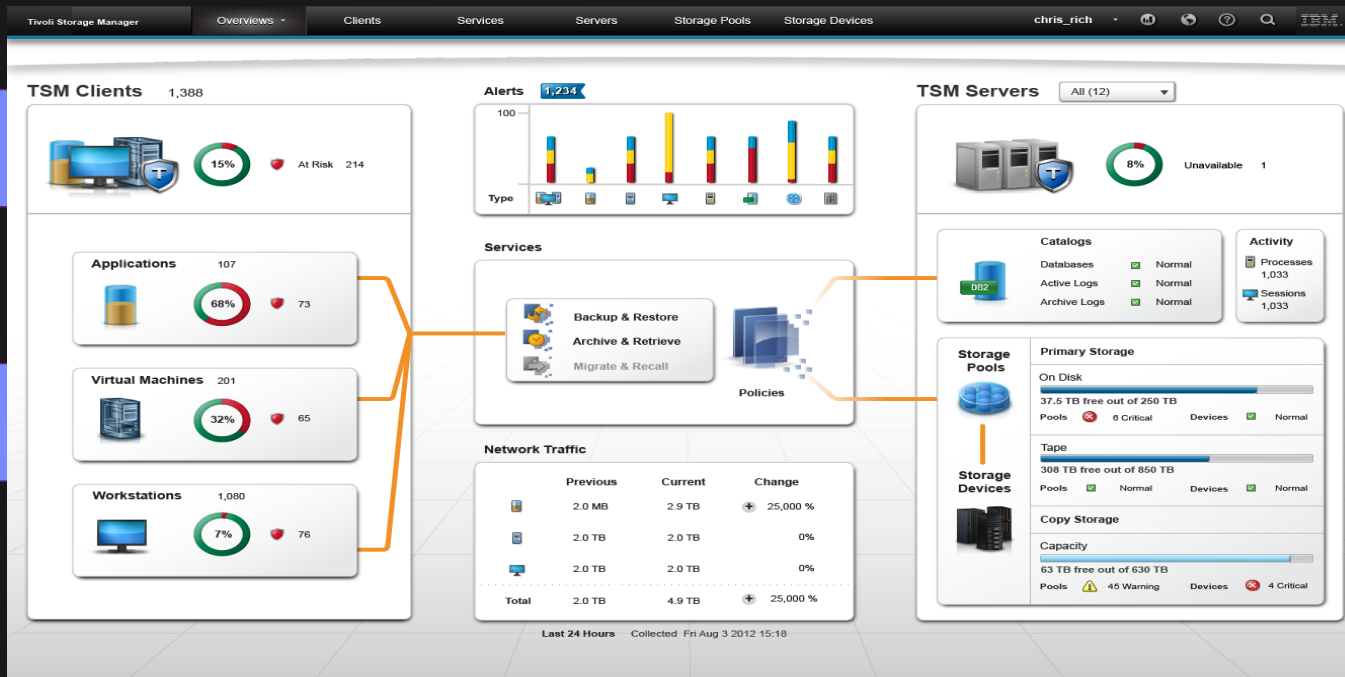 Tivoli Storage Manager Overviews Clients Services Servers Storage Pools Storage Devices chris_rich IBM
TSM Clients 1,388
15% At Risk 214
Applications 107
68% 73
Virtual Machines 201
32% 65
Workstations 1,080
7% 76
Alerts 1,234
100
Type
Services
Backup & Restore
Archive & Retrieve
Migrate & Recall
Policies
Network Traffic
Previous Current Change
2.0 MB 2.9 TB + 25,000 %
2.0 TB 2.0 TB 0%
2.0 TB 2.0 TB 0%
Total 2.0 TB 4.9 TB + 25,000 %
Last 24 Hours Collected Fri Aug 3 2012 15:18
TSM Servers All (12)
T
T
8% Unavailable 1
DB2
Catalogs
Databases Normal
Active Logs Normal
Archive Logs Normal
Activity
Processes
1,033
Sessions
1,033
Storage
Pools
Storage
Devices
Primary Storage
On Disk
37.5 TB free out of 250 TB
Pools 6 Critical Devices Normal
Tape
308 TB free out of 850 TB
Pools Normal Devices Normal
Copy Storage
Capacity
63 TB free out of 630 TB
Pools 45 Warning Devices 4 Critical